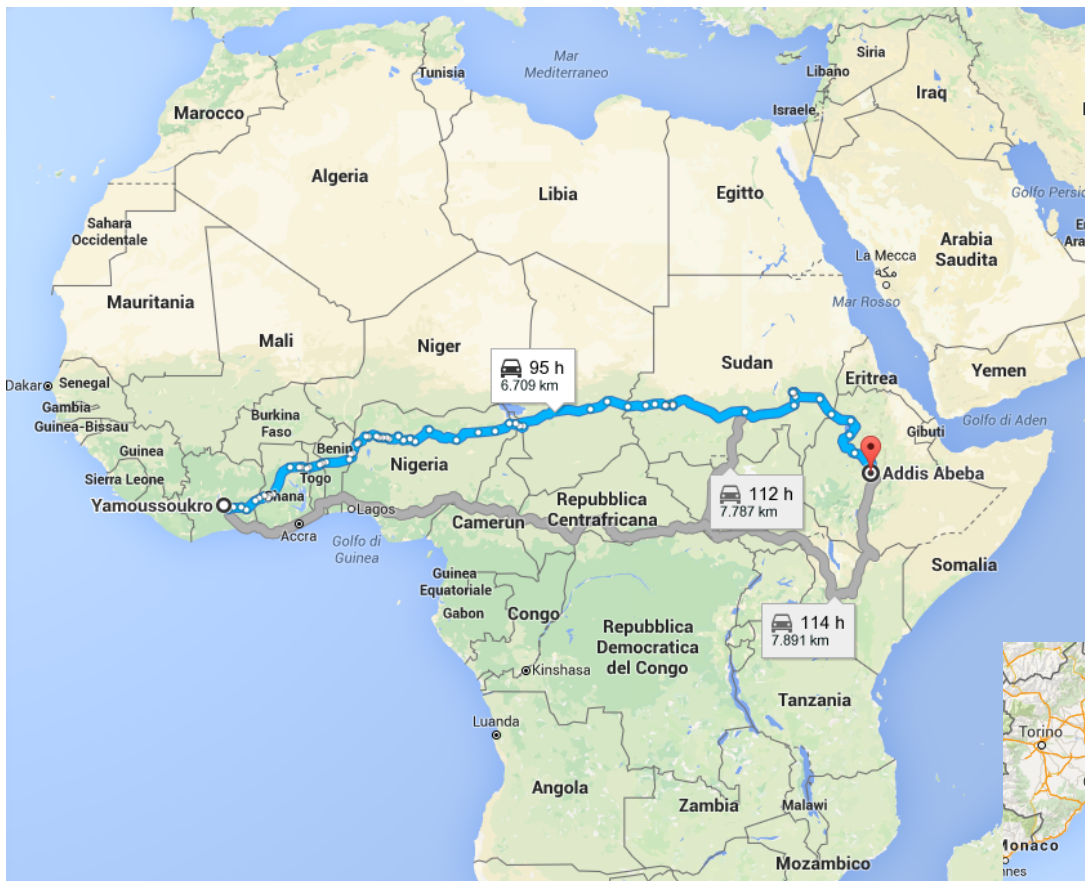 Siria
Mar
Mediterraneo
Libano
Tunisia
Iraq
Israele
Marocco
Algeria
Libia
Egitto
Golfo Persic
Sahara
Occidentale
Arabia
Saudita
La Mecca
مكة
Mauritania
Mar Rosso
Mali
Niger
Sudan
95 h
6.709 km
Yemen
Eritrea
Dakar
Senegal
Gambia
Guinea-Bissau
Burkina
Faso
Golfo di Aden
Gibuti
Benin
Guinea
Nigeria
Sierra Leone
Togo
Addis Abeba
Ghana
Yamoussoukro
112 h
7.787 km
Repubblica
Centrafricana
Lagos
Camerun
Accra
Golfo di
Guinea
Somalia
Guinea
Equatoriale
Gabon
Congo
114 h
7.891 km
Repubblica
Democratica
del Congo
Kinshasa
Tanzania
Luanda
Torino
Angola
Zambia
Malawi
Monaco
Mozambico
nnes